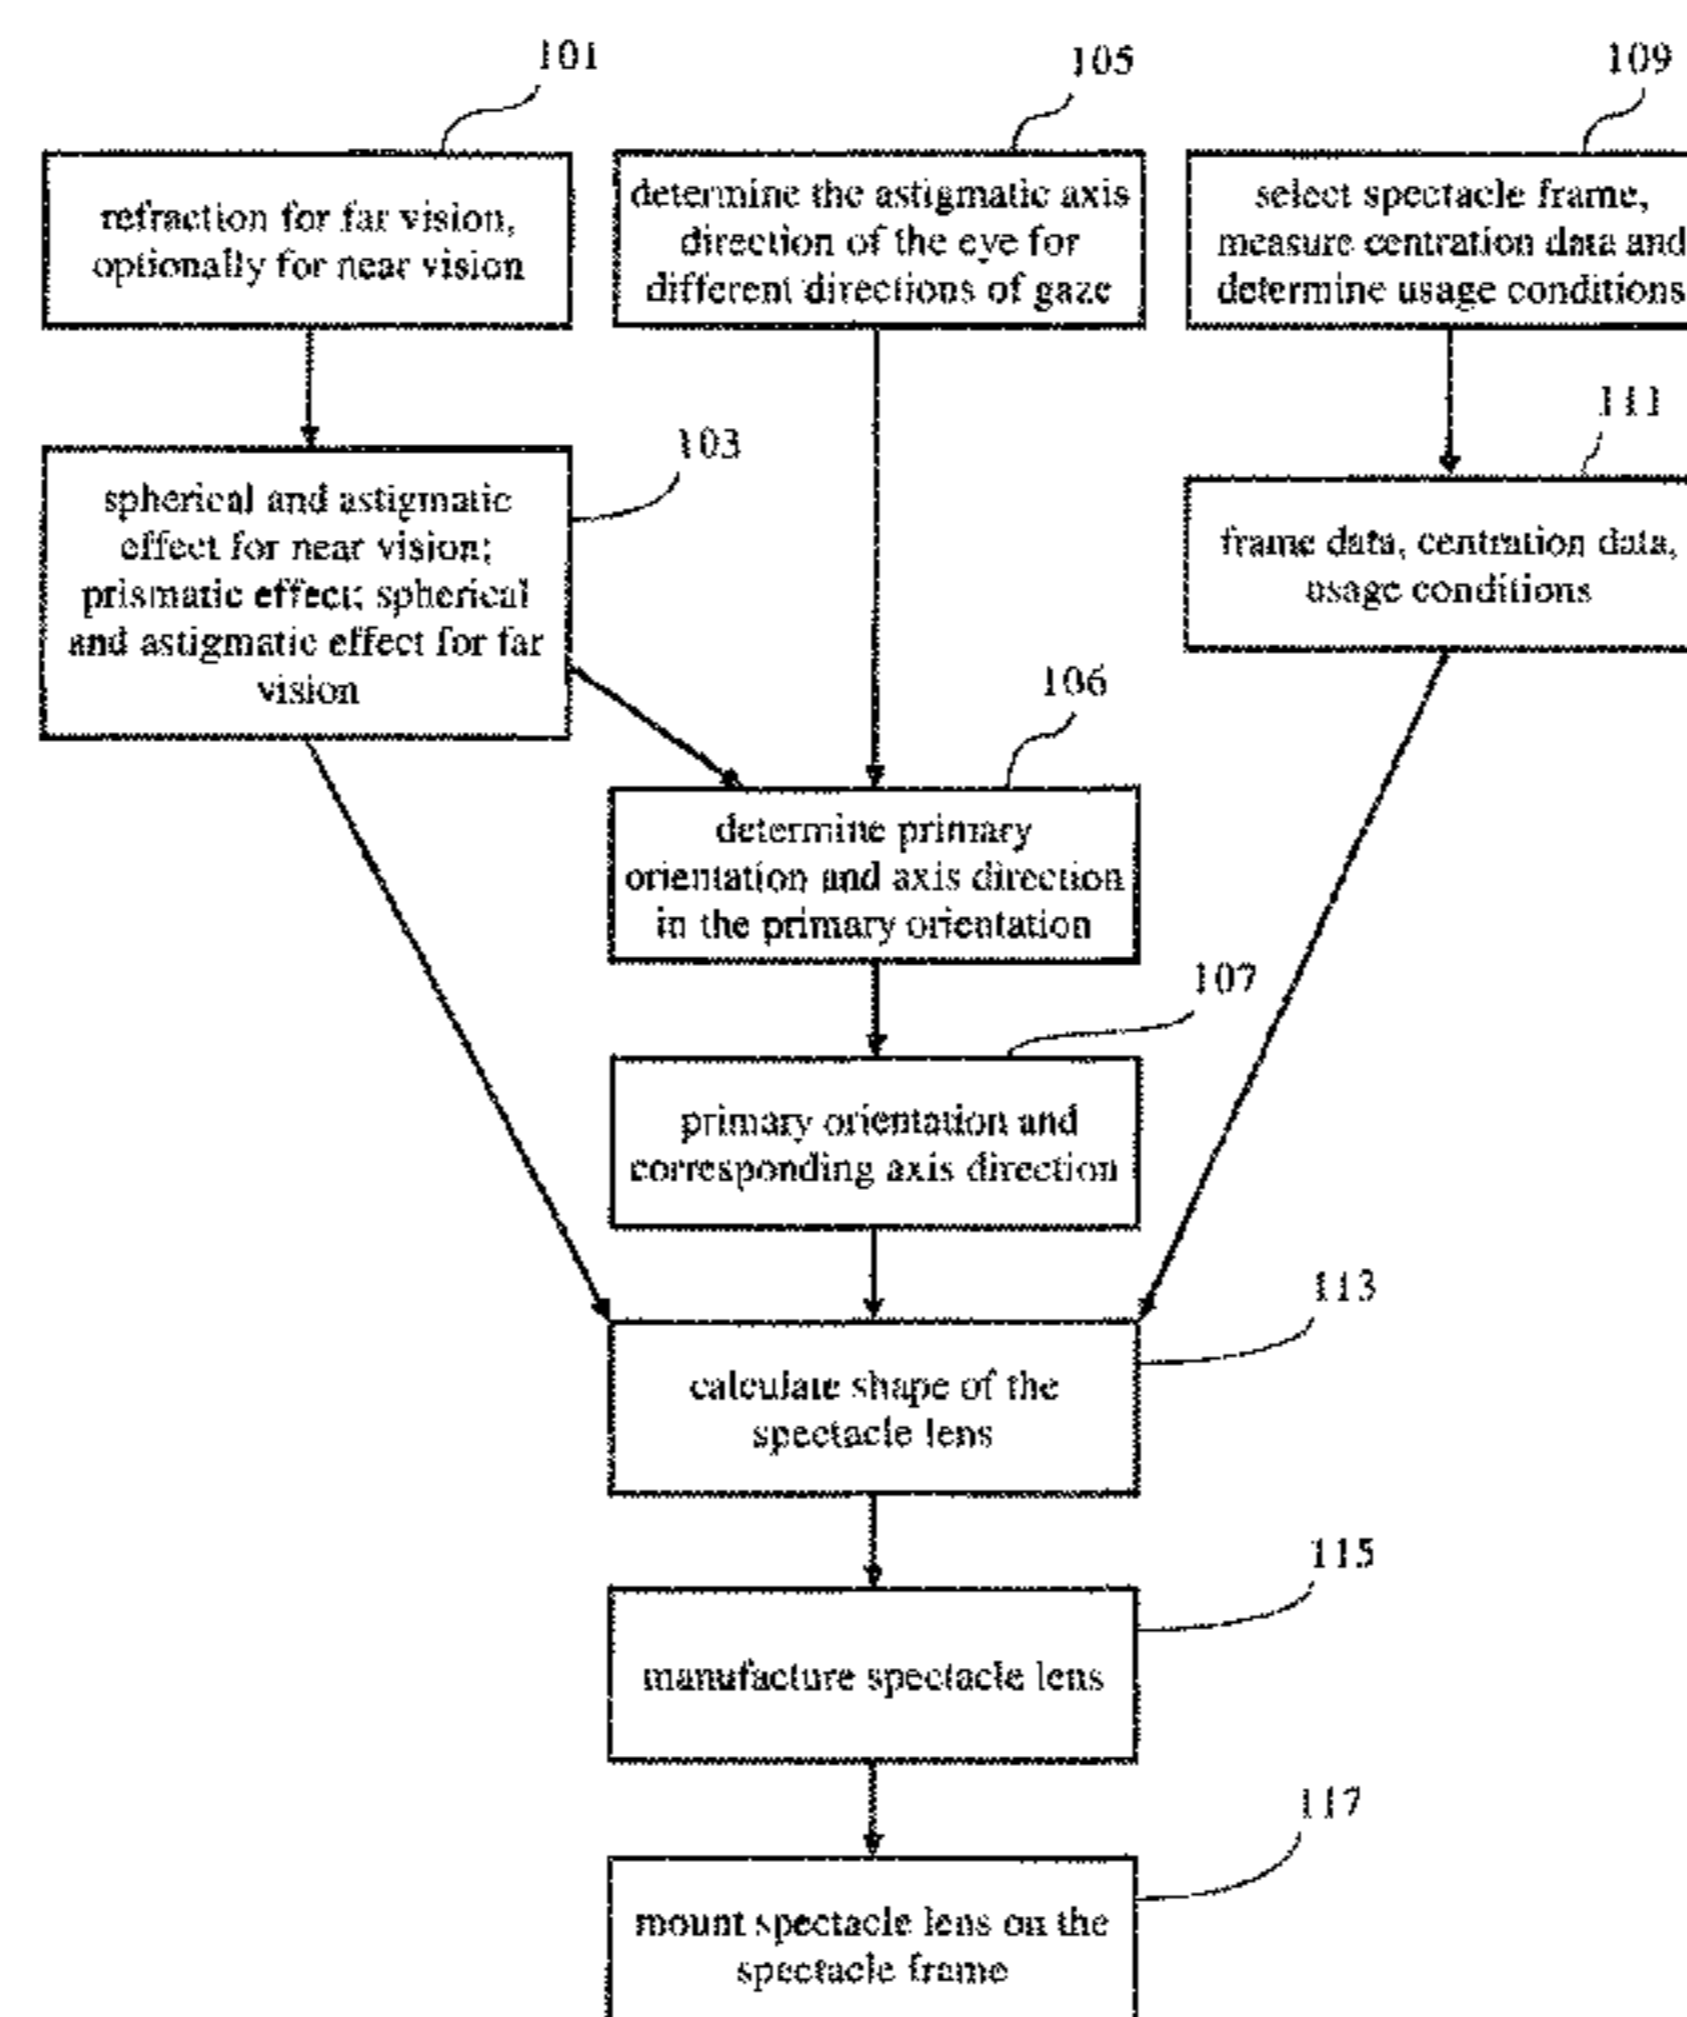 101
105
109
refraction for far vision,
optionally for near vision
determine the astigmatic axis
direction of the eye for
different directions of gaze
select spectacle frame,
measure centration data and
determine usage conditions
103
111
spherical and astigmatic
effect for near vision;
prismatic effect; spherical
and astigmatic effect for far
vision
frame data, centration data,
usage conditions
106
determine primary
orientation and axis direction
in the primary orientation
107
primary orientation and
corresponding axis direction
113
calculate shape of the
spectacle lens
115
manufacture spectacle lens
117
mount spectacle lens on the
spectacle frame